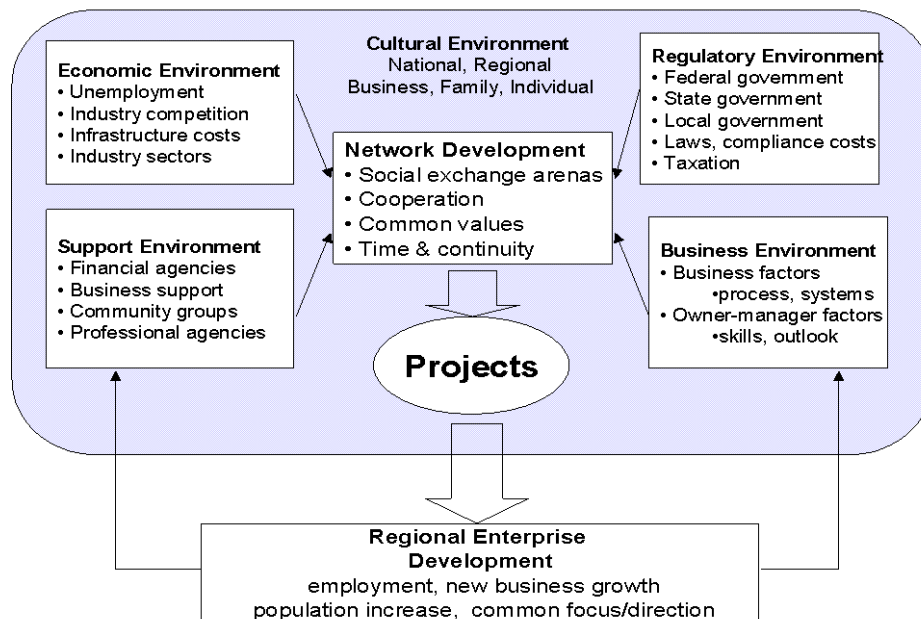 Cultural Environment
National, Regional
Business, Family, Individual
Economic Environment
• Unemployment
• Industry competition
• Infrastructure costs
• Industry sectors
Regulatory Environment
• Federal government
• State government
• Local government
• Laws, compliance costs
• Taxation
Network Development
• Social exchange arenas
• Cooperation
• Common values
• Time & continuity
Support Environment
• Financial agencies
• Business support
• Community groups
• Professional agencies
Business Environment
• Business factors
•process, systems
• Owner-manager factors
•skills, outlook
Projects
Regional Enterprise
Development
employment, new business growth
population increase, common focus/direction